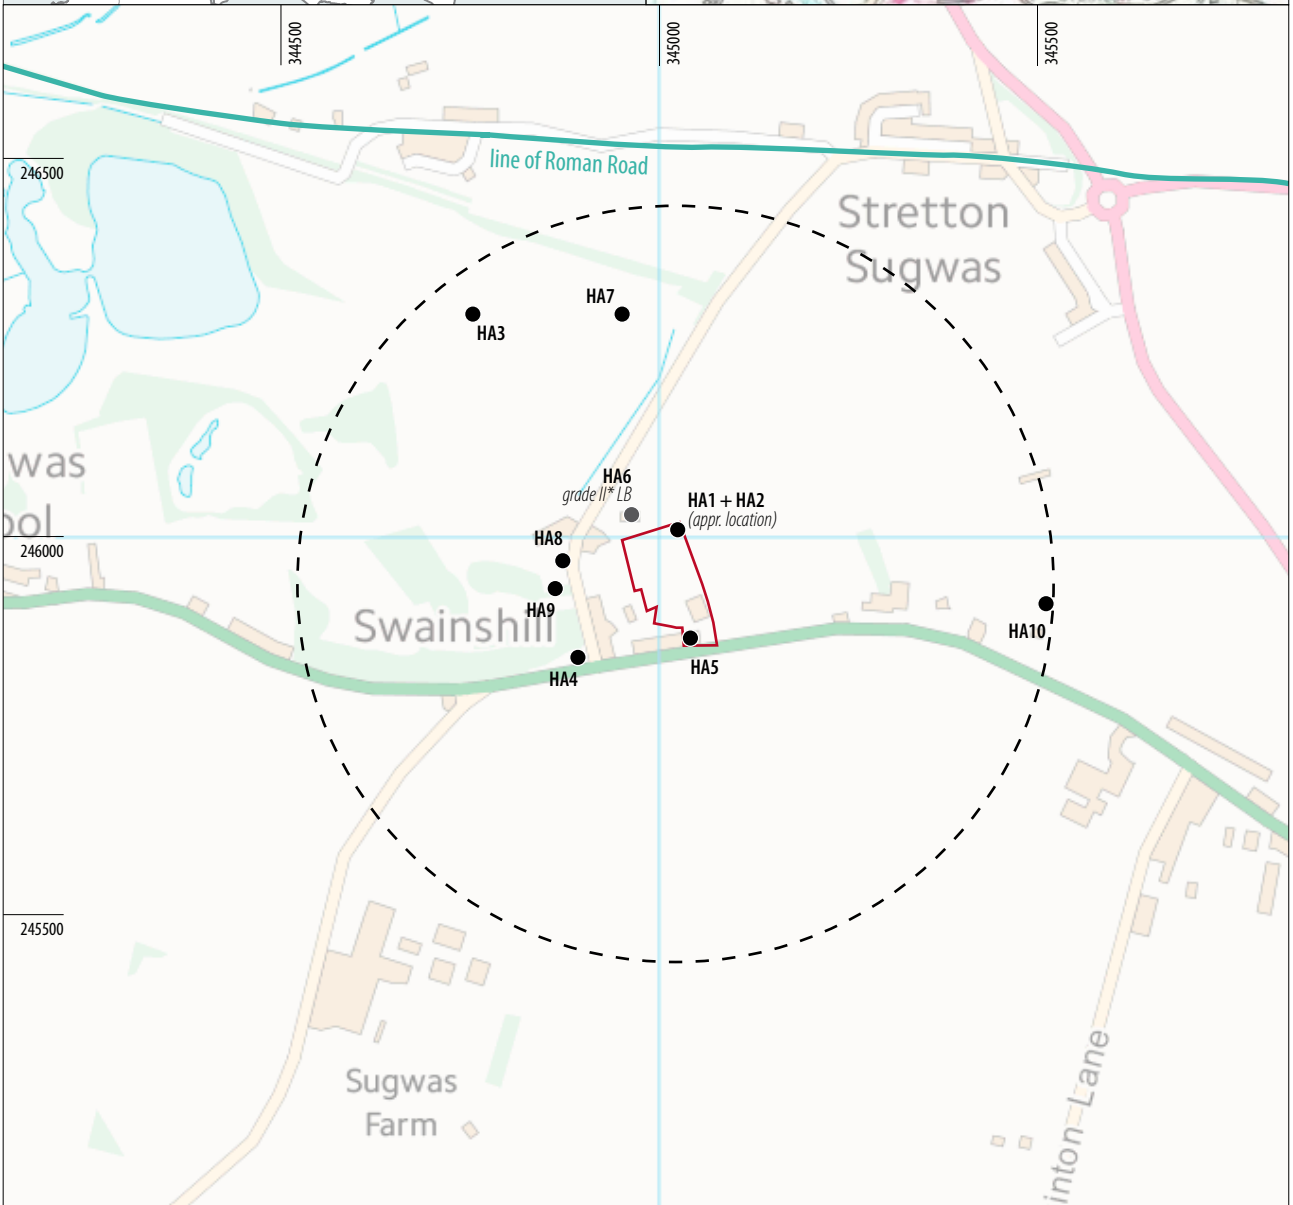 344500
345000
345500
246500
line of Roman Road
Stretton
Sugwas
HA7
HA3
was
ool
HA6
grade II* LB
HA1 + HA2
(appr. location)
246000
HA8
HA9
Swainshill
HA10
HA4
HA5
245500
Sugwas
Farm
inton Lane